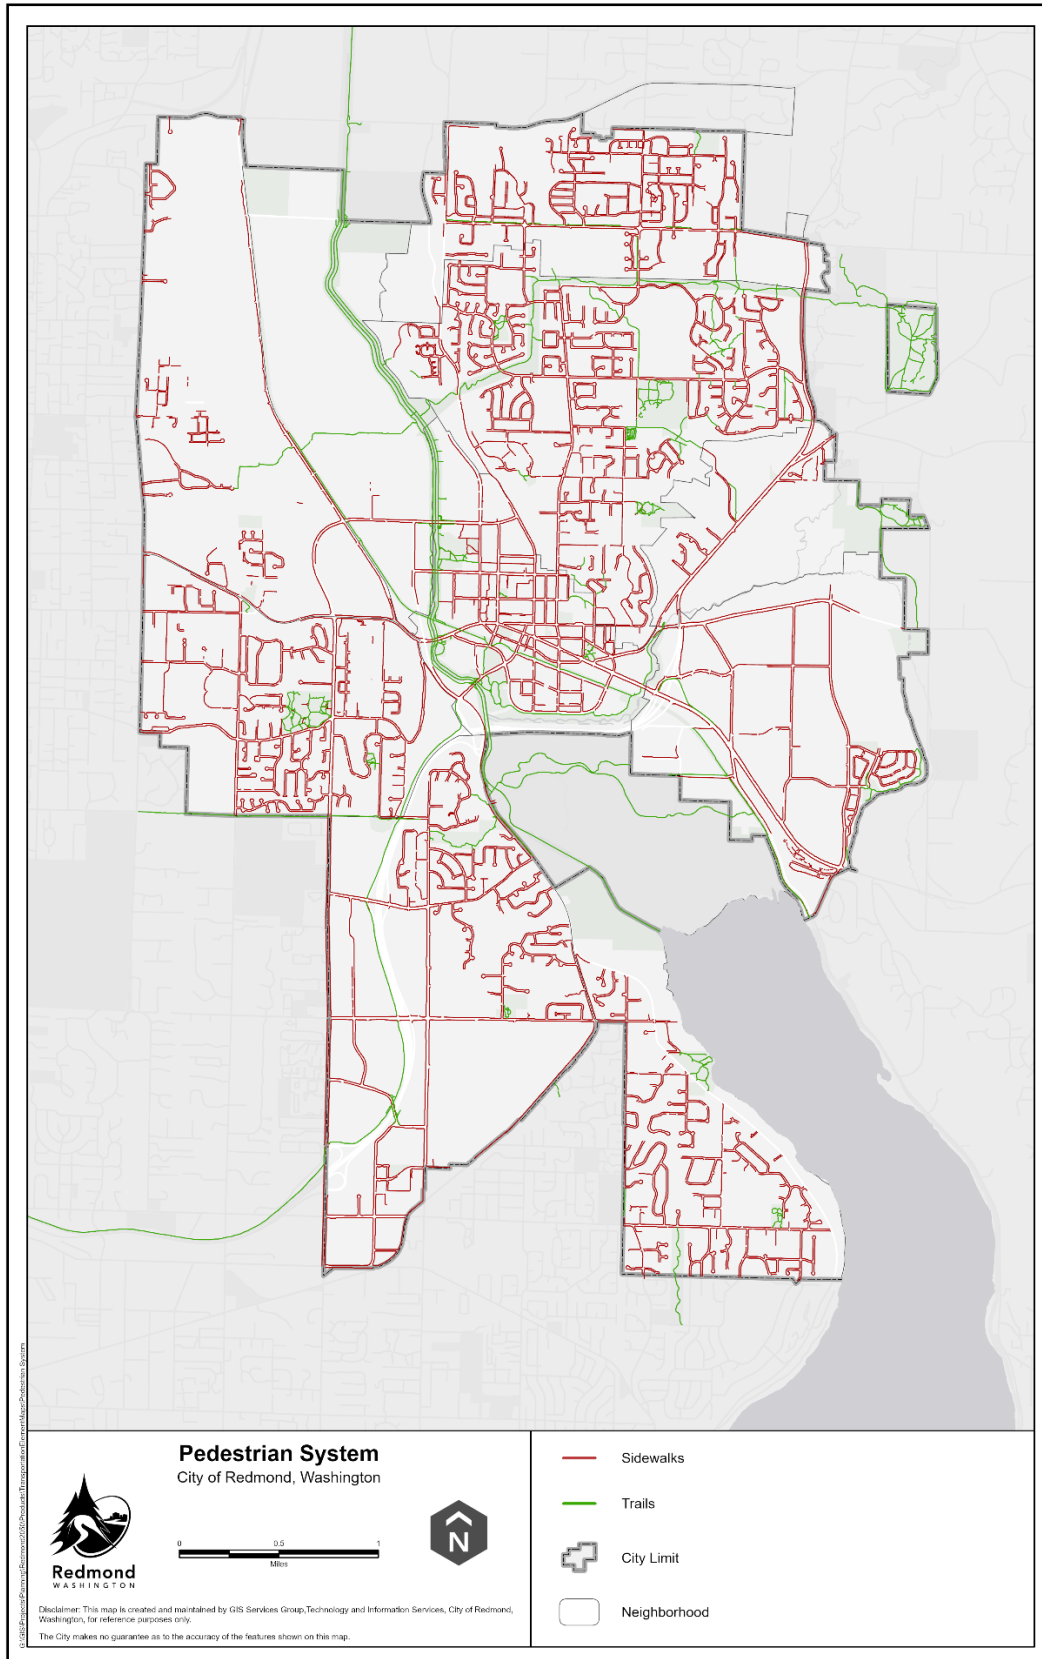 Pedestrian System
City of Redmond, Washington
0 0.5 1
Miles
N
Redmond
WASHINGTON
Disclaimer: This map is created and maintained by GIS Services Group,Technology and Information Services, City of Redmond,
Washington, for reference purposes only.
The City makes no guarantee as to the accuracy of the features shown on this map.
Sidewalks
Trails
City Limit
Neighborhood